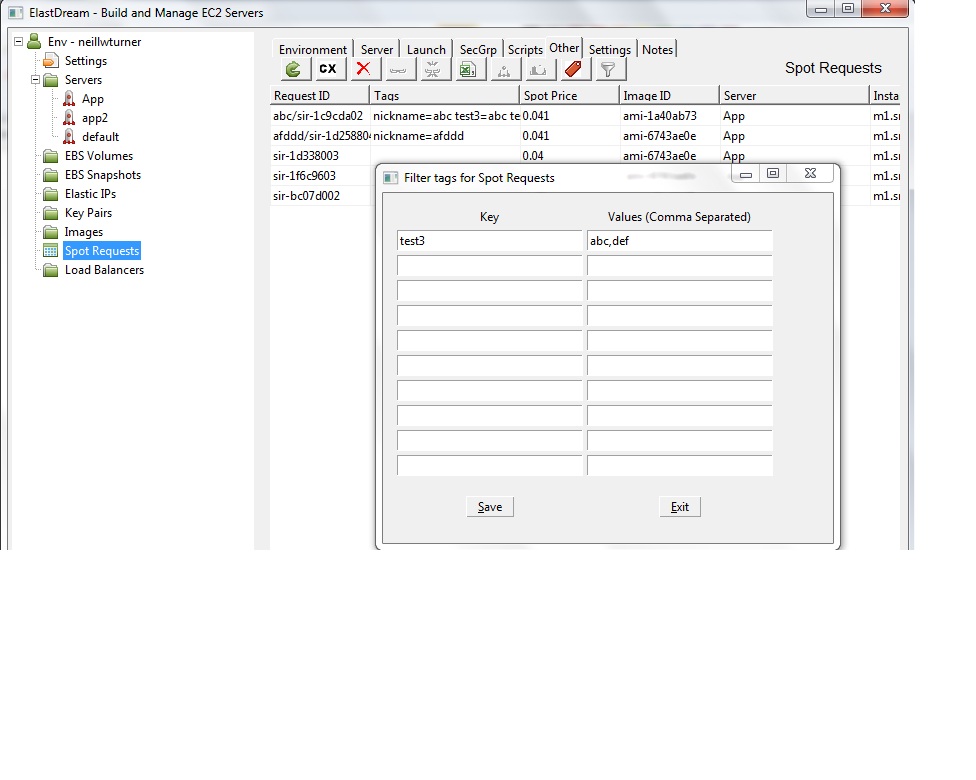 ElastDream - Build and Manage EC2 Servers
Env - neillwturner
Settings
Servers
App
app2
default
EBS Volumes
EBS Snapshots
Elastic IPs
Key Pairs
Images
Spot Requests
Load Balancers
Environment Server Launch SecGrp Scripts Other Settings Notes
CX
Spot Requests
Request ID Tags Spot Price Image ID Server Insta
abc/sir-1c9cda02 nickname=abc test3=abc te 0.041 ami-1a40ab73 App m1.s
afddd/sir-1d25880 nickname=afddd 0.041 ami-6743ae0e App m1.s
sir-1d338003 0.04 ami-6743ae0e App m1.s
sir-1f6c9603 m1.s
sir-bc07d002 m1.s
Filter tags for Spot Requests
Key Values (Comma Separated)
test3 abc,def
Save Exit